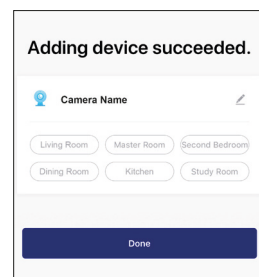 Adding device succeeded.
Camera Name
Living Room Master Room Second Bedroom
Dining Room Kitchen Study Room
Done